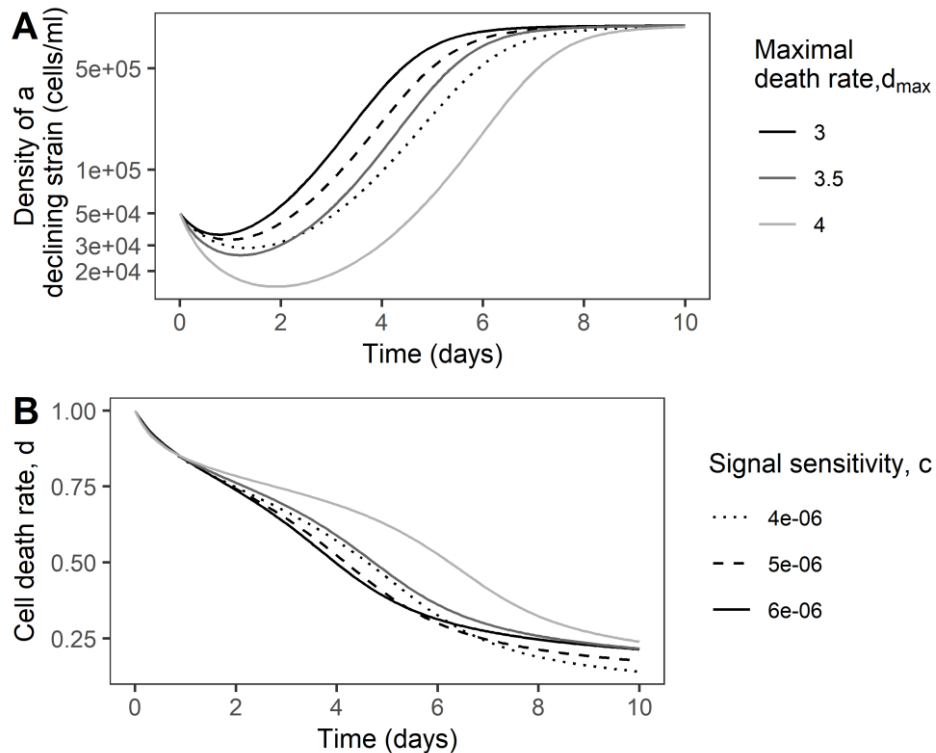 A
Density of a
declining strain (cells/ml)
5e+05
1e+05
5e+04
3e+04
2e+04
0
2
4
6
8
10
Time (days)
Maximal
death rate,dmax
3
3.5
4
B
Cell death rate, d
1.00
0.75
0.50
0.25
0
2
4
6
8
10
Time (days)
Signal sensitivity, c
4e-06
5e-06
6e-06